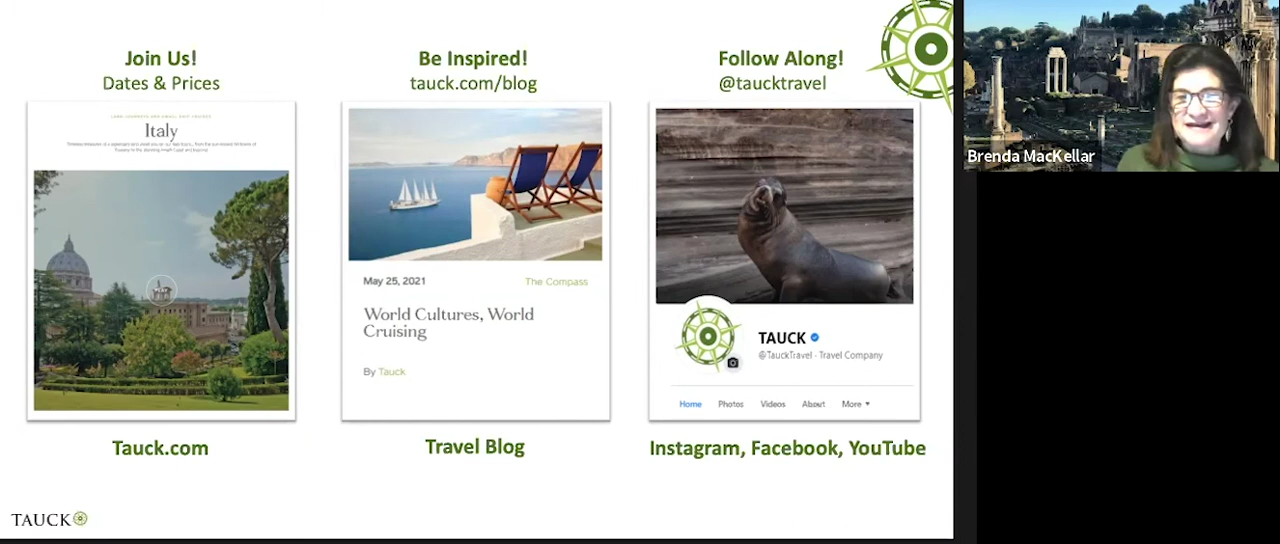 Join Us!
Dates & Prices
Italy
Tauck.com
Be Inspired!
tauck.com/blog
May 25, 2021
The Compass
World Cultures, World
Cruising
By Tauck
Travel Blog
Follow Along!
@taucktravel
TAUCK
@TauckTravel · Travel Company
Home Photos Videos About More
Instagram, Facebook, YouTube
TAUCK
Brenda MacKellar